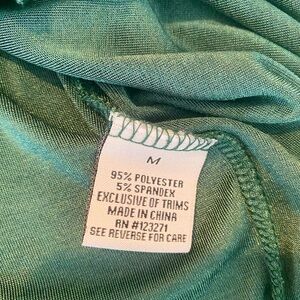 M
95% POLYESTER
5% SPANDEX
EXCLUSIVE OF TRIMS
MADE IN CHINA
RN #123271
SEE REVERSE FOR CARE